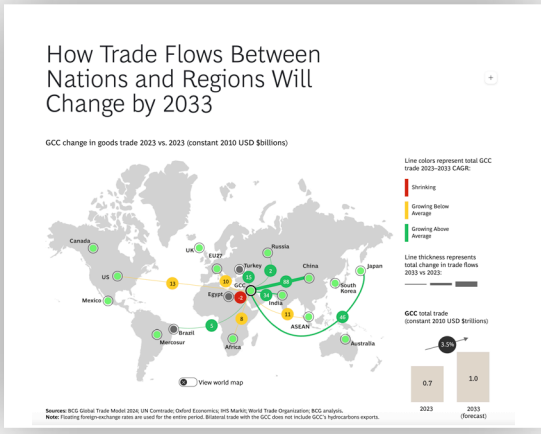 How Trade Flows Between
Nations and Regions Will
Change by 2033
GCC change in goods trade 2023 vs. 2023 (constant 2010 USD $billions)
Line colors represent total GCC
trade 2023–2033 CAGR:
Shrinking
Growing Below
Average
Growing Above
Average
Line thickness represents
total change in trade flows
2033 vs 2023:
GCC total trade
(constant 2010 USD $trillions)
3.5%
0.7
1.0
2023
2033
(forecast)
Canada
UK
EU27
Russia
Turkey
China
Japan
US
GCC
South
Korea
Mexico
Egypt
India
ASEAN
Brazil
Mercosur
Africa
Australia
13
10
15
2
88
-2
34
11
46
5
8
View world map
Sources: BCG Global Trade Model 2024; UN Comtrade; Oxford Economics; IHS Markit; World Trade Organization; BCG analysis.
Note: Floating foreign-exchange rates are used for the entire period. Bilateral trade with the GCC does not include GCC's hydrocarbons exports.